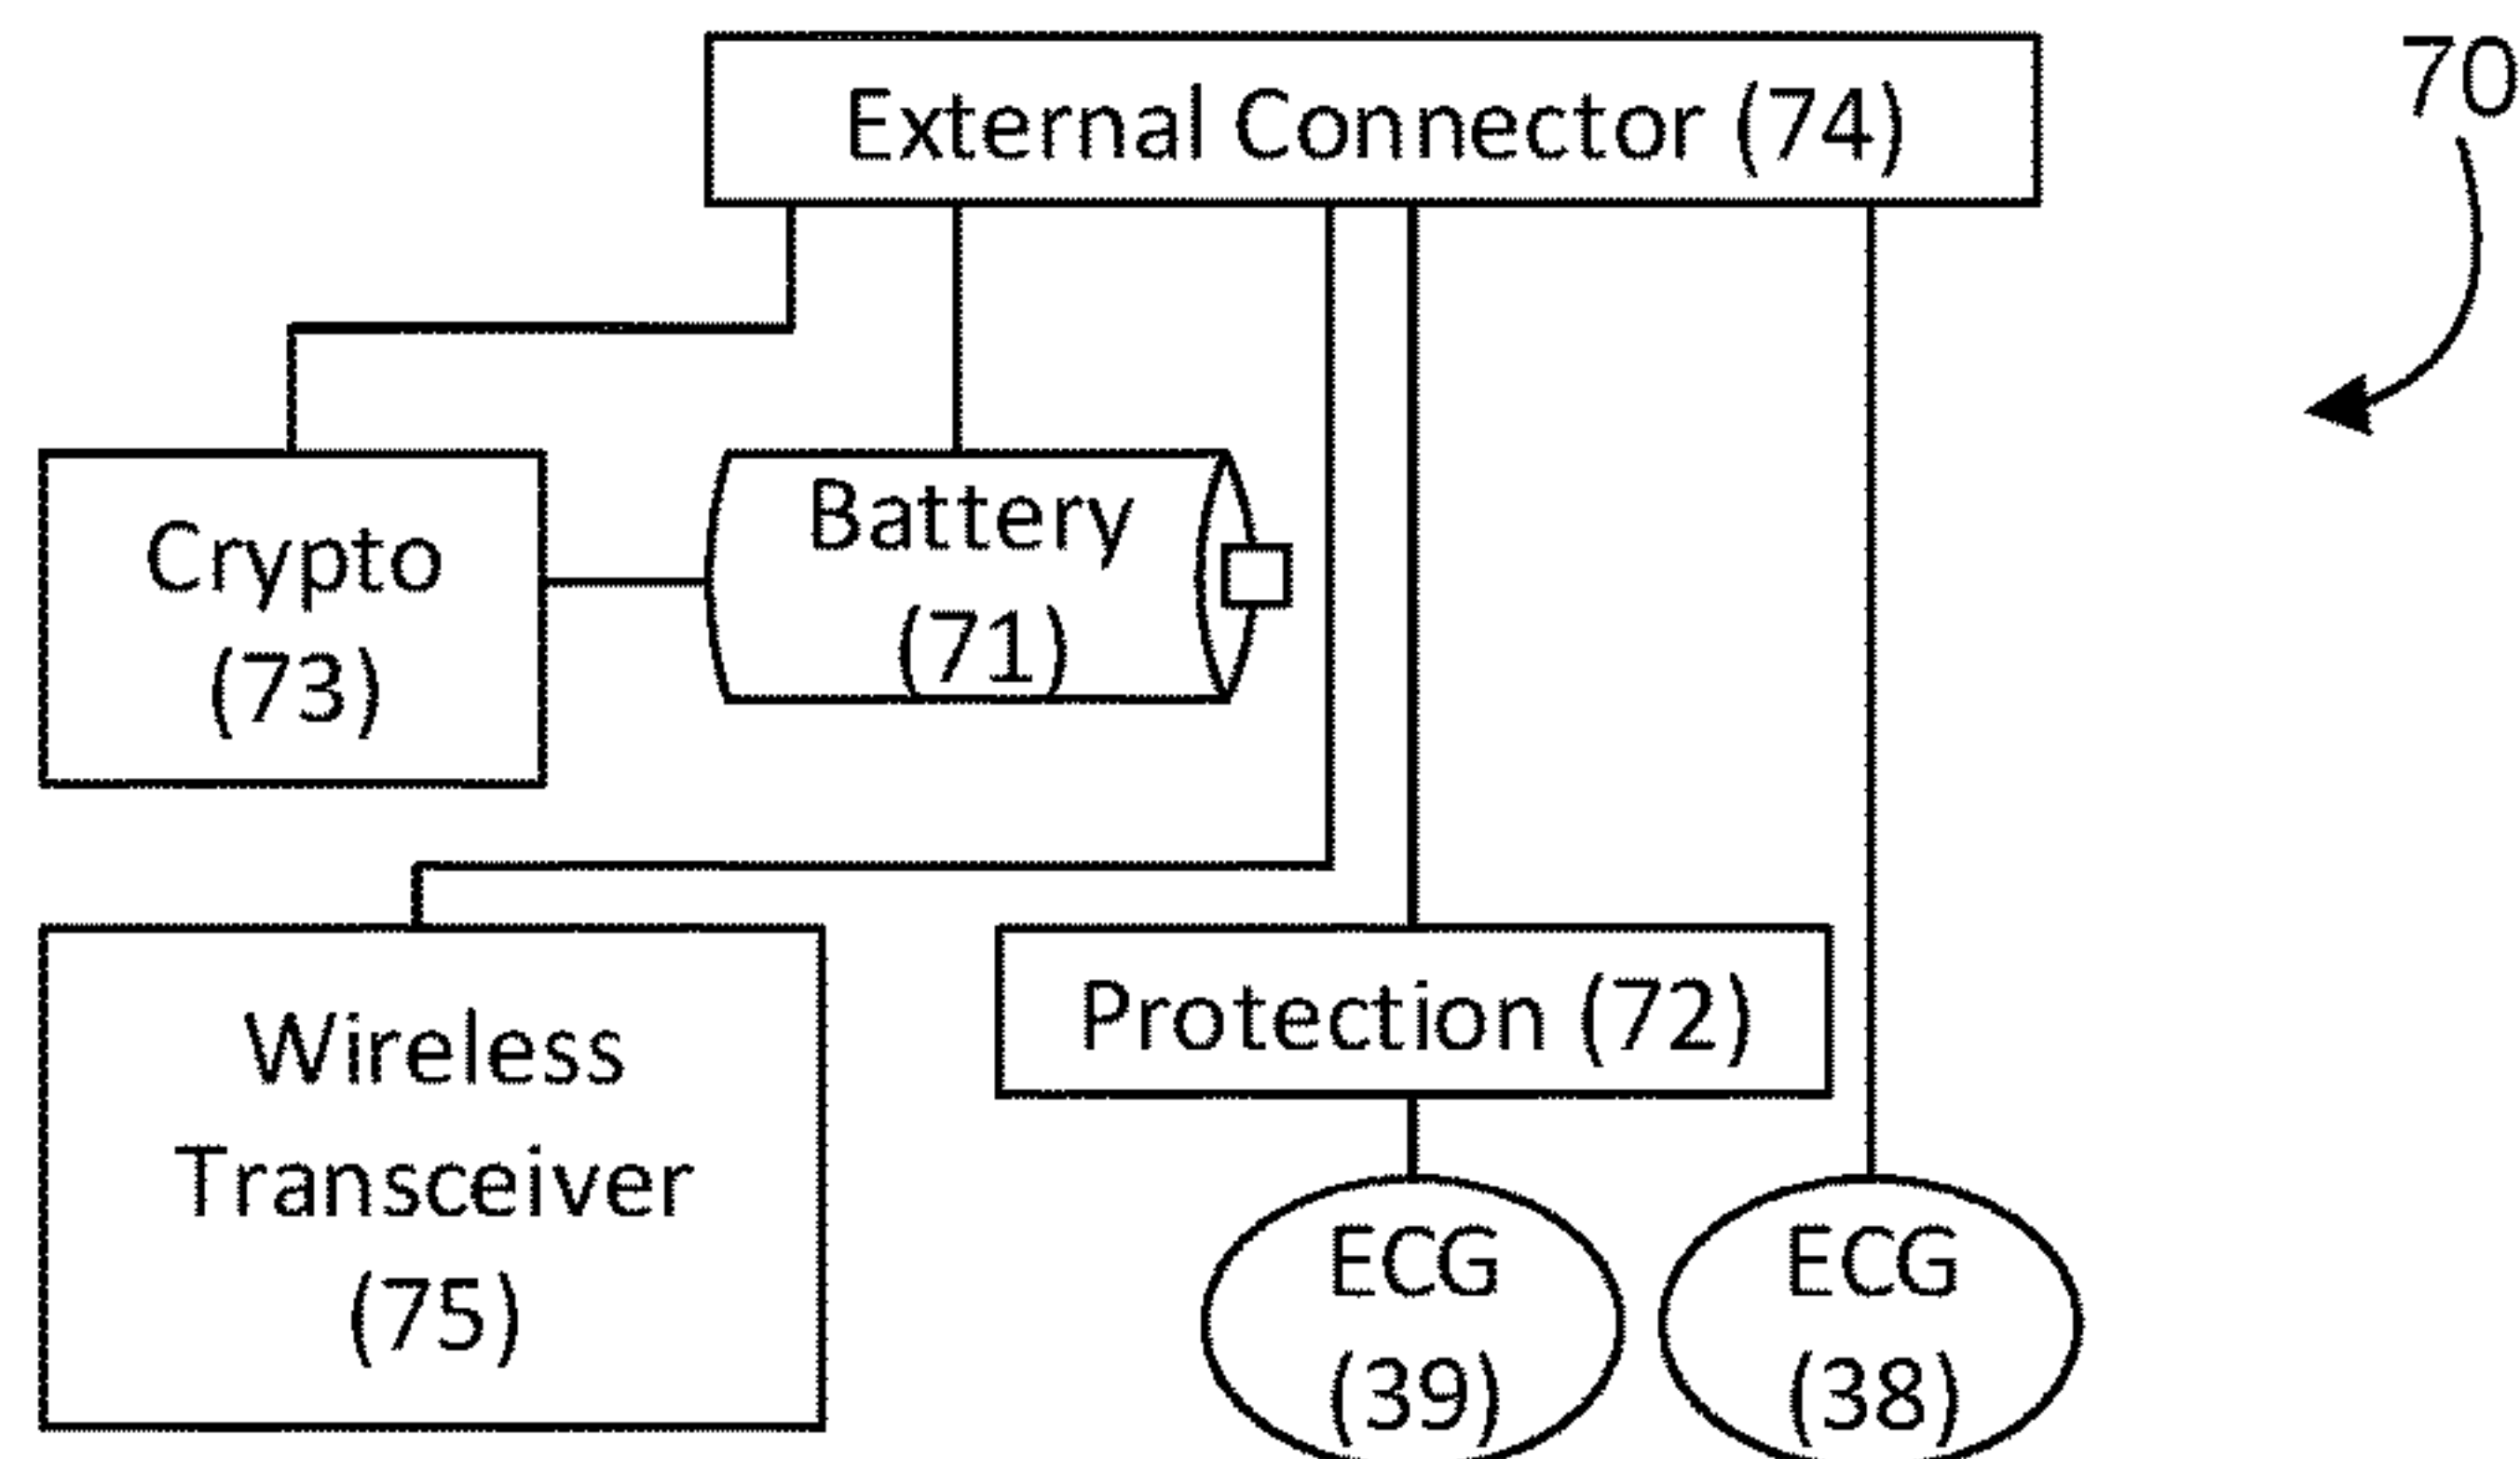 External Connector (74)
70
Crypto
(73)
Battery
(71)
Wireless
Transceiver
(75)
Protection (72)
ECG
(39)
ECG
(38)